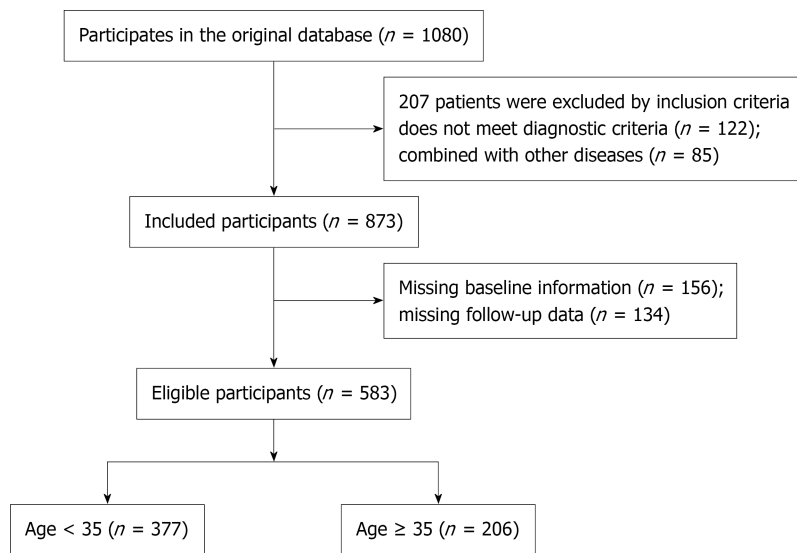 Participates in the original database (n = 1080)
207 patients were excluded by inclusion criteria
does not meet diagnostic criteria (n = 122);
combined with other diseases (n = 85)
Included participants (n = 873)
Missing baseline information (n = 156);
missing follow-up data (n = 134)
Eligible participants (n = 583)
Age < 35 (n = 377)
Age ≥ 35 (n = 206)